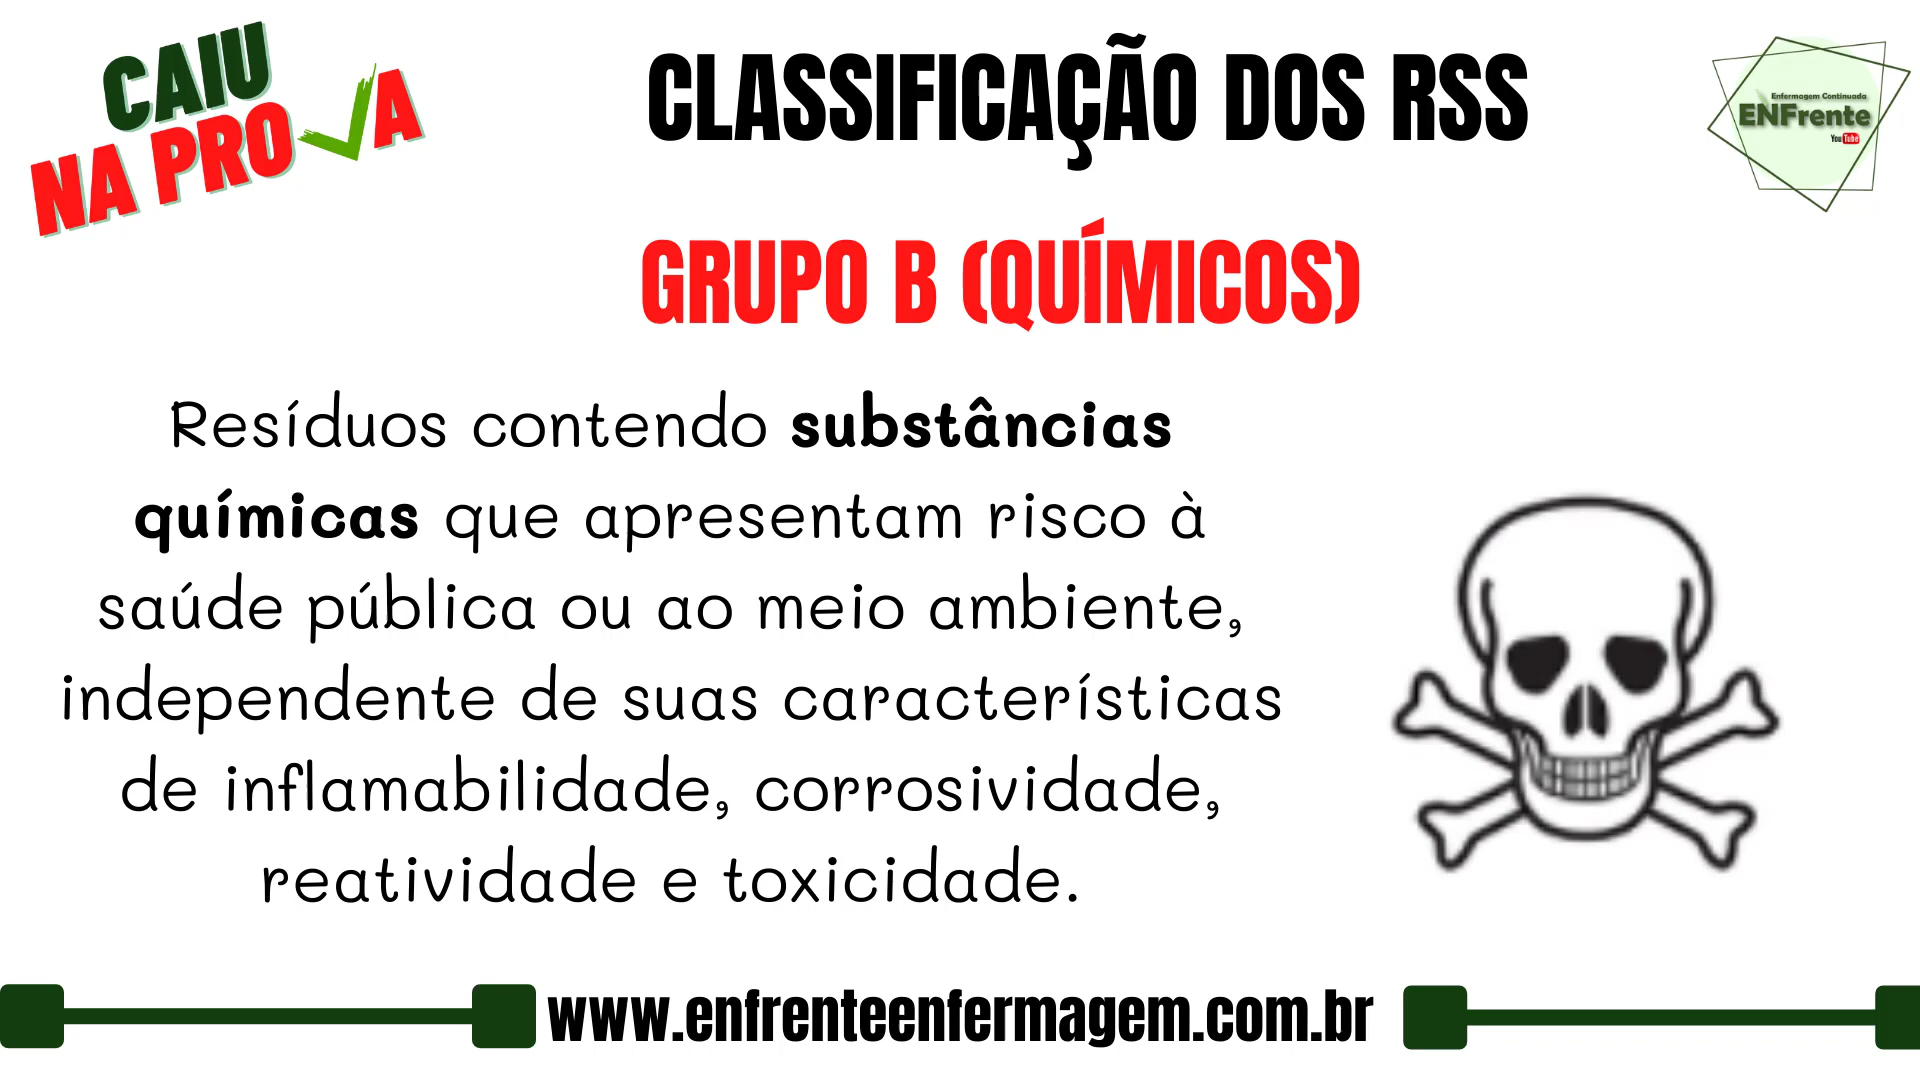 CAIU
NA PROVA
CLASSIFICAÇÃO DOS RSS
Enfermagem Continuada
ENFrente
YouTube
GRUPO B (QUÍMICOS)
Resíduos contendo substâncias
químicas que apresentam risco à
saúde pública ou ao meio ambiente,
independente de suas características
de inflamabilidade, corrosividade,
reatividade e toxicidade.
www.enfrenteenfermagem.com.br